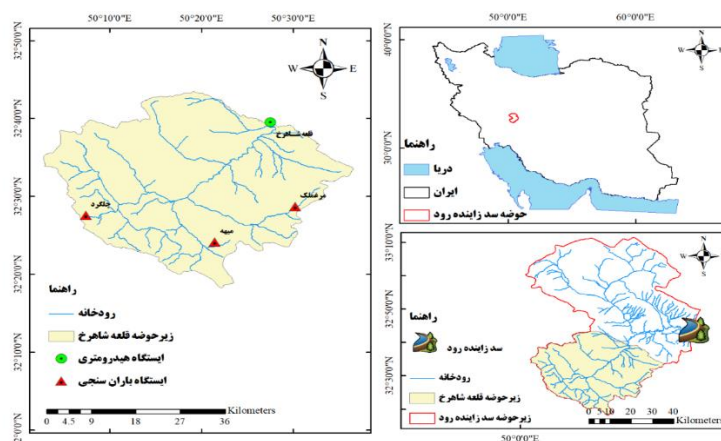 50°10'0"E 50°20'0"E 50°30'0"E
32°50'0"N
32°40'0"N
32°30'0"N
32°20'0"N
32°10'0"N
32°0'0"N
N
W E
S
قلعه شاهرخ
مرغملک
چلگرد
میهه
راهنما
رودخانه
زیرحوضه قلعه شاهرخ
ایستگاه هیدرومتری
ایستگاه باران سنجی
Kilometers
0 4.5 9 18 27 36
50°0'0"E 60°0'0"E
40°0'0"N
30°0'0"N
N
W E
S
راهنما
دریا
ایران
حوضه سد زاینده رود
33°10'0"N
32°50'0"N
32°30'0"N
N
W E
S
راهنما
سد زاینده رود
رودخانه
زیرحوضه قلعه شاهرخ
زیرحوضه سد زاینده رود
Kilometers
0 5 10 20 30 40
50°0'0"E